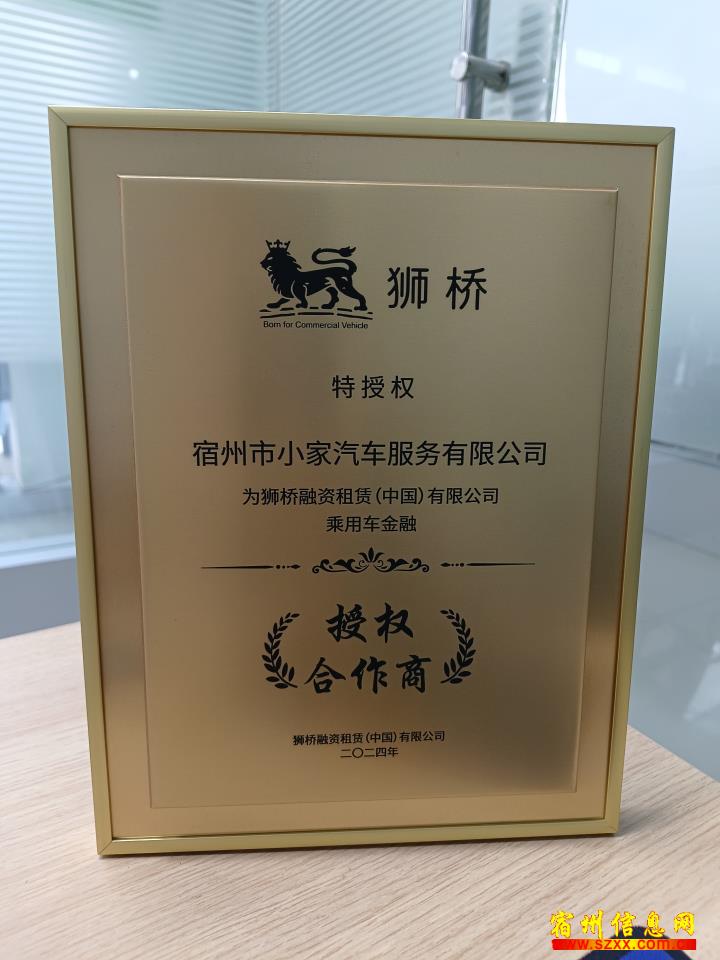 狮桥
Born for Commercial Vehicle
特授权
宿州市小家汽车服务有限公司
为狮桥融资租赁(中国)有限公司
乘用车金融
授权
合作商
狮桥融资租赁(中国)有限公司
二〇二四年
宿州信息网
www.szxx.com.cn